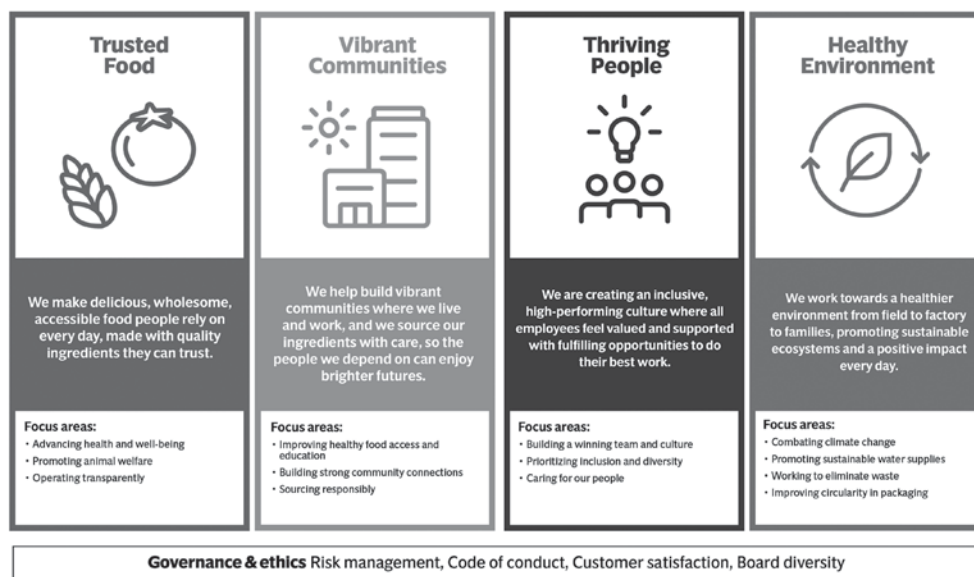 Trusted
Food
We make delicious, wholesome,
accessible food people rely on
every day, made with quality
ingredients they can trust.
Focus areas:
• Advancing health and well-being
• Promoting animal welfare
• Operating transparently
Vibrant
Communities
We help build vibrant
communities where we live
and work, and we source our
ingredients with care, so the
people we depend on can enjoy
brighter futures.
Focus areas:
• Improving healthy food access and
education
• Building strong community connections
• Sourcing responsibly
Thriving
People
We are creating an inclusive,
high-performing culture where all
employees feel valued and supported
with fulfilling opportunities to do
their best work.
Focus areas:
• Building a winning team and culture
• Prioritizing inclusion and diversity
• Caring for our people
Healthy
Environment
We work towards a healthier
environment from field to factory
to families, promoting sustainable
ecosystems and a positive impact
every day.
Focus areas:
• Combating climate change
• Promoting sustainable water supplies
• Working to eliminate waste
• Improving circularity in packaging
Governance & ethics Risk management, Code of conduct, Customer satisfaction, Board diversity